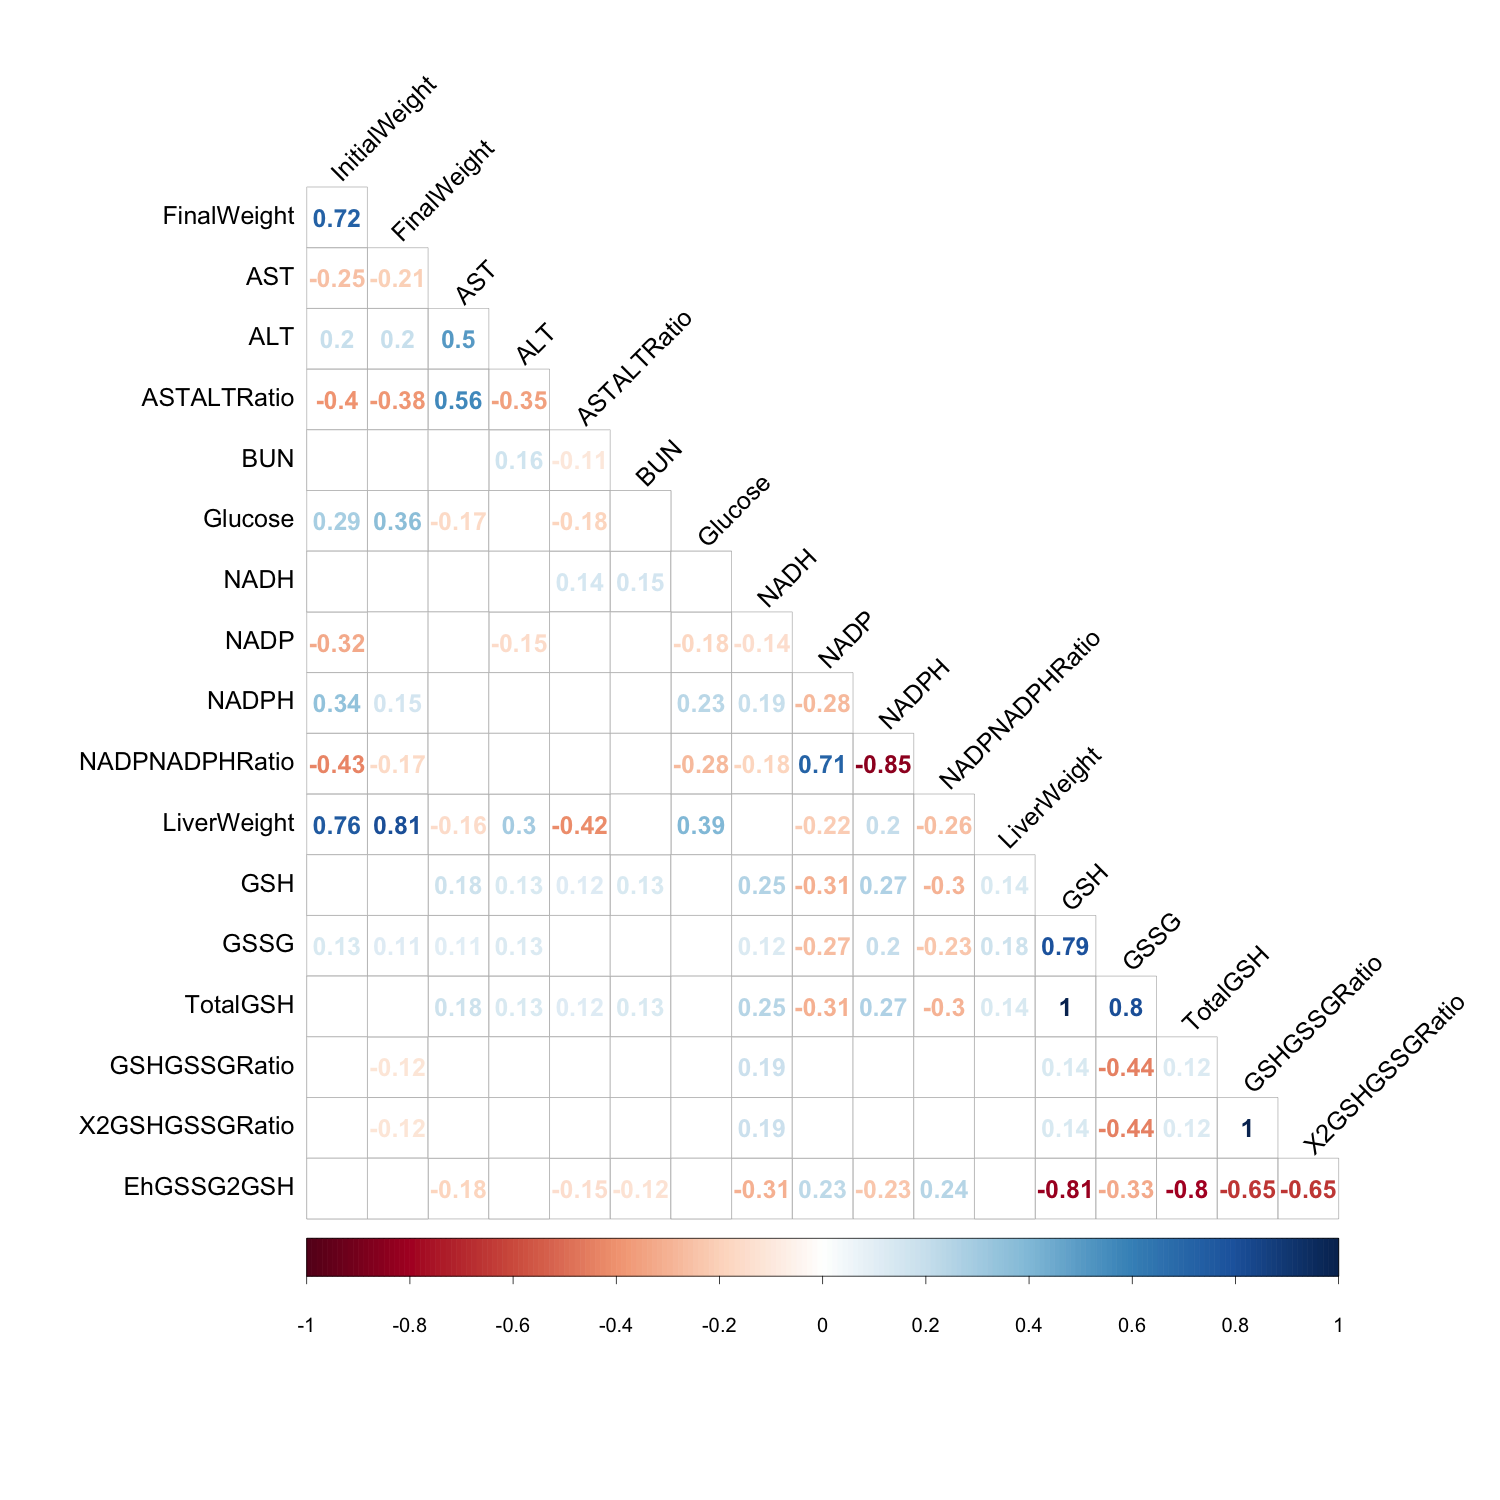 InitialWeight
FinalWeight 0.72
FinalWeight
AST -0.25 -0.21
AST
ALT 0.2 0.2 0.5
ALT
ASTALTRatio -0.4 -0.38 0.56 -0.35
ASTALTRatio
BUN 0.16 -0.11
BUN
Glucose 0.29 0.36 -0.17 -0.18
Glucose
NADH 0.14 0.15
NADH
NADP -0.32 -0.15 -0.18 -0.14
NADP
NADPH 0.34 0.15 0.23 0.19 -0.28
NADPH
NADPNADPHRatio -0.43 -0.17 -0.28 -0.18 0.71 -0.85
NADPNADPHRatio
LiverWeight 0.76 0.81 -0.16 0.3 -0.42 0.39 -0.22 0.2 -0.26
LiverWeight
GSH 0.18 0.13 0.12 0.13 0.25 -0.31 0.27 -0.3 0.14
GSH
GSSG 0.13 0.11 0.11 0.13 0.12 -0.27 0.2 -0.23 0.18 0.79
GSSG
TotalGSH 0.18 0.13 0.12 0.13 0.25 -0.31 0.27 -0.3 0.14 1 0.8
TotalGSH
GSHGSSGRatio -0.12 0.19 0.14 -0.44 0.12
GSHGSSGRatio
X2GSHGSSGRatio -0.12 0.19 0.14 -0.44 0.12 1
X2GSHGSSGRatio
EhGSSG2GSH -0.18 -0.15 -0.12 -0.31 0.23 -0.23 0.24 -0.81 -0.33 -0.8 -0.65 -0.65
-1 -0.8 -0.6 -0.4 -0.2 0 0.2 0.4 0.6 0.8 1